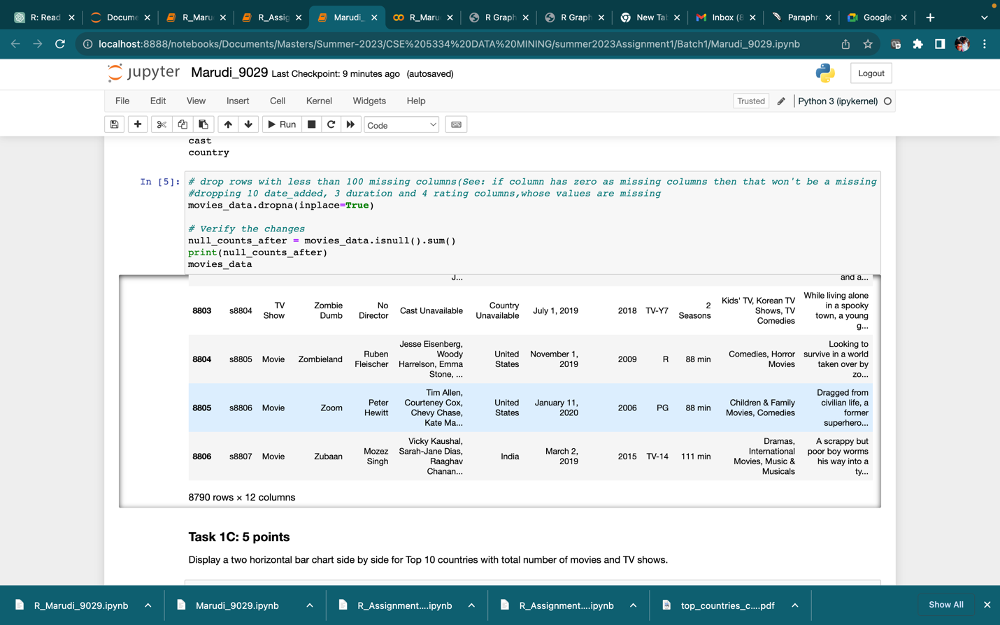 R: Read
Docume
R_Maru
R_Assig
Marudi_
R_Maru
R Graph
R Graph
New Tab
Inbox (8
Paraphr
Google
localhost:8888/notebooks/Documents/Masters/Summer-2023/CSE%205334%20DATA%20MINING/summer2023Assignment1/Batch1/Marudi_9029.ipynb
jupyter Marudi_9029 Last Checkpoint: 9 minutes ago (autosaved)
Logout
File Edit View Insert Cell Kernel Widgets Help
Trusted
Python 3 (ipykernel)
Run
Code
cast
country
In [5]:
# drop rows with less than 100 missing columns(See: if column has zero as missing columns then that won't be a missing
#dropping 10 date_added, 3 duration and 4 rating columns,whose values are missing
movies_data.dropna(inplace=True)
# Verify the changes
null_counts_after = movies_data.isnull().sum()
print(null_counts_after)
movies_data
J...
and a...
8803
s8804
TV
Show
Zombie
Dumb
No
Director
Cast Unavailable
Country
Unavailable
July 1, 2019
2018
TV-Y7
2
Seasons
Kids' TV, Korean TV
Shows, TV
Comedies
While living alone
in a spooky
town, a young
g...
8804
s8805
Movie
Zombieland
Ruben
Fleischer
Jesse Eisenberg,
Woody
Harrelson, Emma
Stone, ...
United
States
November 1,
2019
2009
R
88 min
Comedies, Horror
Movies
Looking to
survive in a world
taken over by
zo...
8805
s8806
Movie
Zoom
Peter
Hewitt
Tim Allen,
Courteney Cox,
Chevy Chase,
Kate Ma...
United
States
January 11,
2020
2006
PG
88 min
Children & Family
Movies, Comedies
Dragged from
civilian life, a
former
superhero...
8806
s8807
Movie
Zubaan
Mozez
Singh
Vicky Kaushal,
Sarah-Jane Dias,
Raaghav
Chanan...
India
March 2,
2019
2015
TV-14
111 min
Dramas,
International
Movies, Music &
Musicals
A scrappy but
poor boy worms
his way into a
ty...
8790 rows × 12 columns
Task 1C: 5 points
Display a two horizontal bar chart side by side for Top 10 countries with total number of movies and TV shows.
R_Marudi_9029.ipynb
Marudi_9029.ipynb
R_Assignment....ipynb
R_Assignment....ipynb
top_countries_c....pdf
Show All